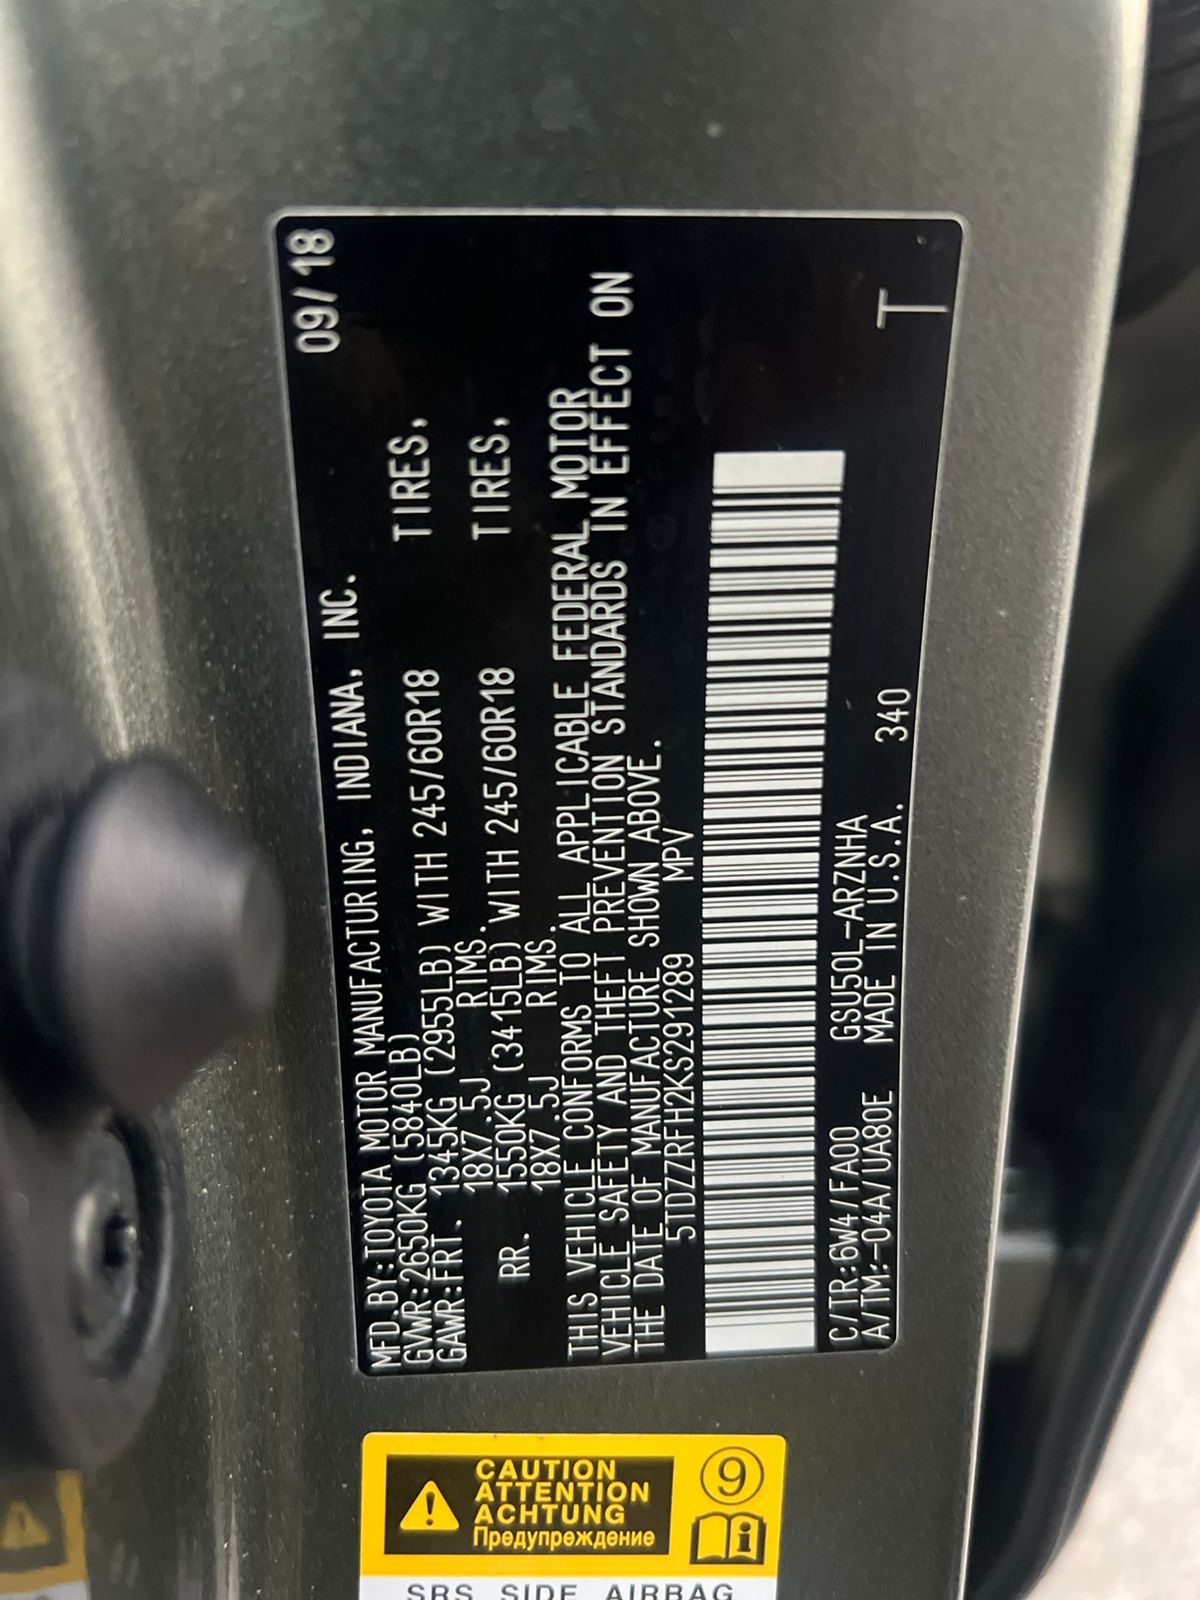 09/18
MFD.BY:TOYOTA MOTOR MANUFACTURING, INDIANA, INC.
GVWR:2650KG (5840LB)
GAWR:FRT. 1345KG (2955LB) WITH 245/60R18 TIRES,
18X7.5J RIMS.
RR. 1550KG (3415LB) WITH 245/60R18 TIRES,
18X7.5J RIMS.
THIS VEHICLE CONFORMS TO ALL APPLICABLE FEDERAL MOTOR
VEHICLE SAFETY AND THEFT PREVENTION STANDARDS IN EFFECT ON
THE DATE OF MANUFACTURE SHOWN ABOVE.
5TDZZRFH2KS291289 MPV
C/TR:6W4/FA00 GSU50L-ARZNHA
A/TM:-04A/UA80E MADE IN U.S.A. 340
T
CAUTION
ATTENTION
ACHTUNG
Предупреждение
9
i
SRS SIDE AIRBAG